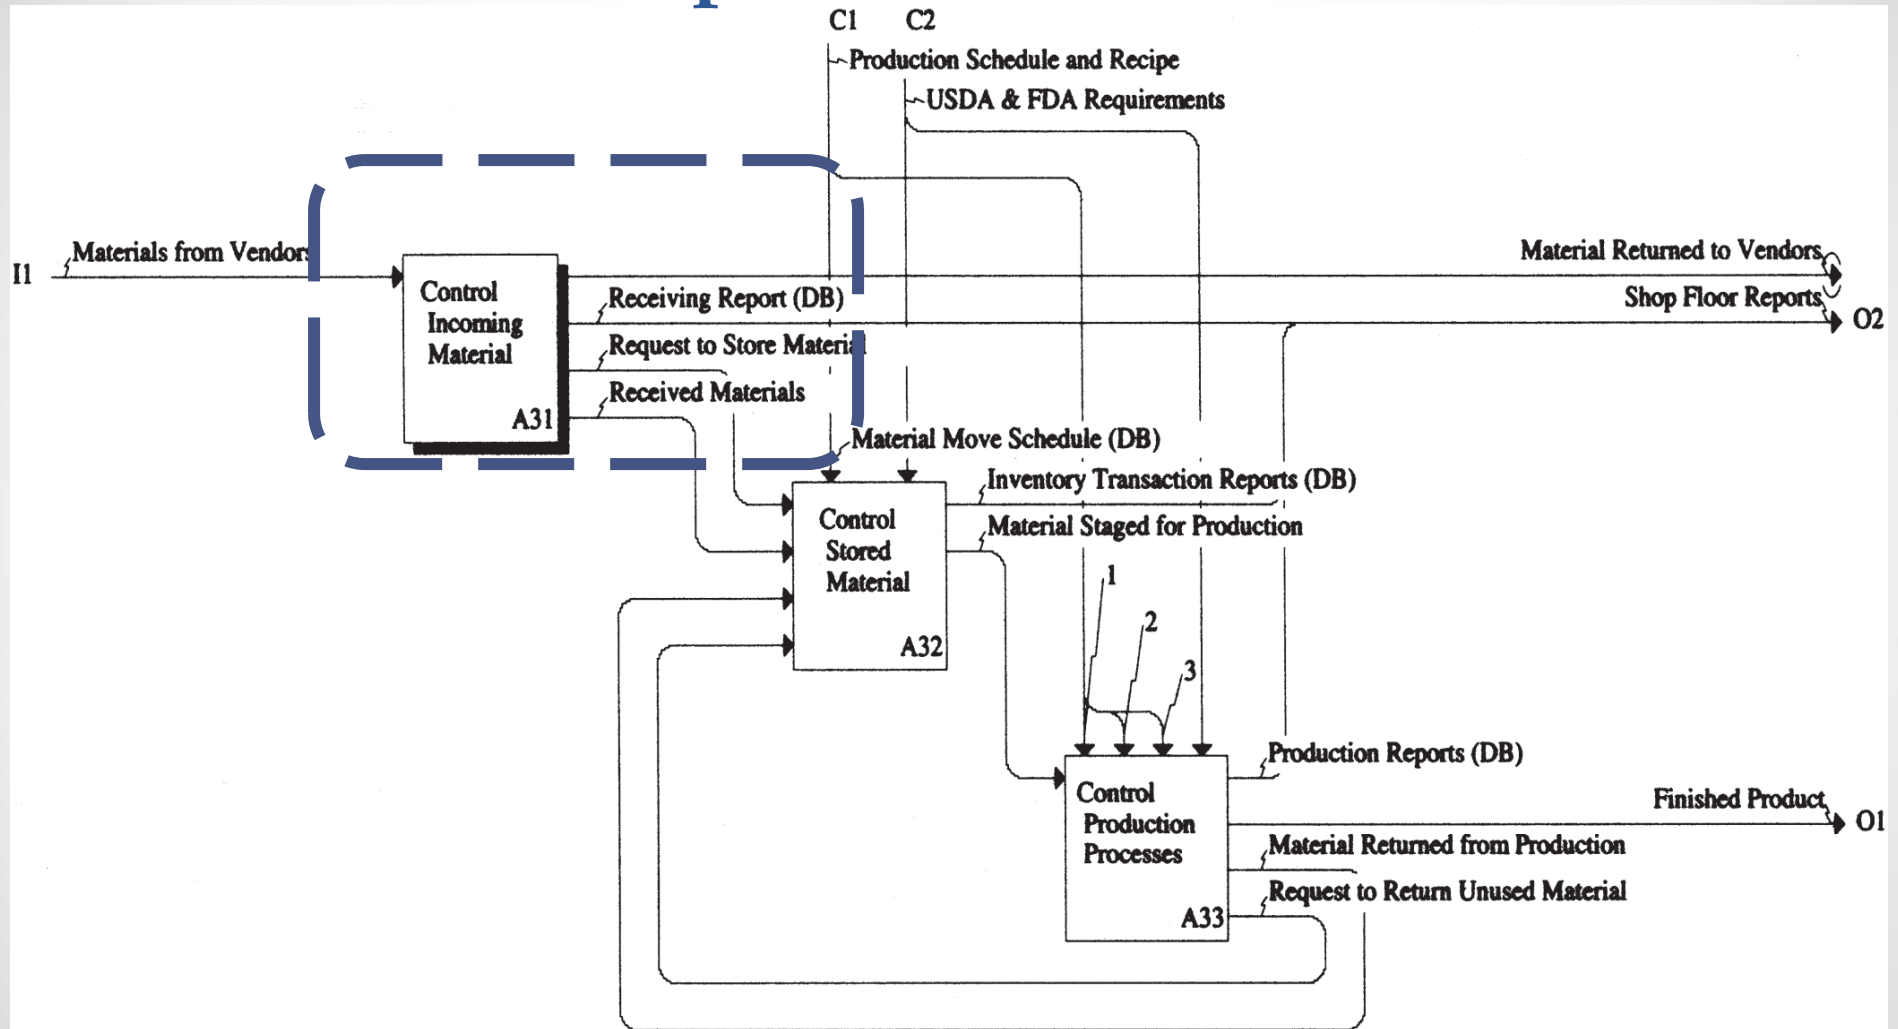 C1 C2
Production Schedule and Recipe
USDA & FDA Requirements
I1
Materials from Vendors
Control
Incoming
Material
A31
Receiving Report (DB)
Request to Store Material
Received Materials
Material Returned to Vendors
Shop Floor Reports
O2
Material Move Schedule (DB)
Control
Stored
Material
A32
Inventory Transaction Reports (DB)
Material Staged for Production
1
2
3
Control
Production
Processes
A33
Production Reports (DB)
Finished Product
O1
Material Returned from Production
Request to Return Unused Material